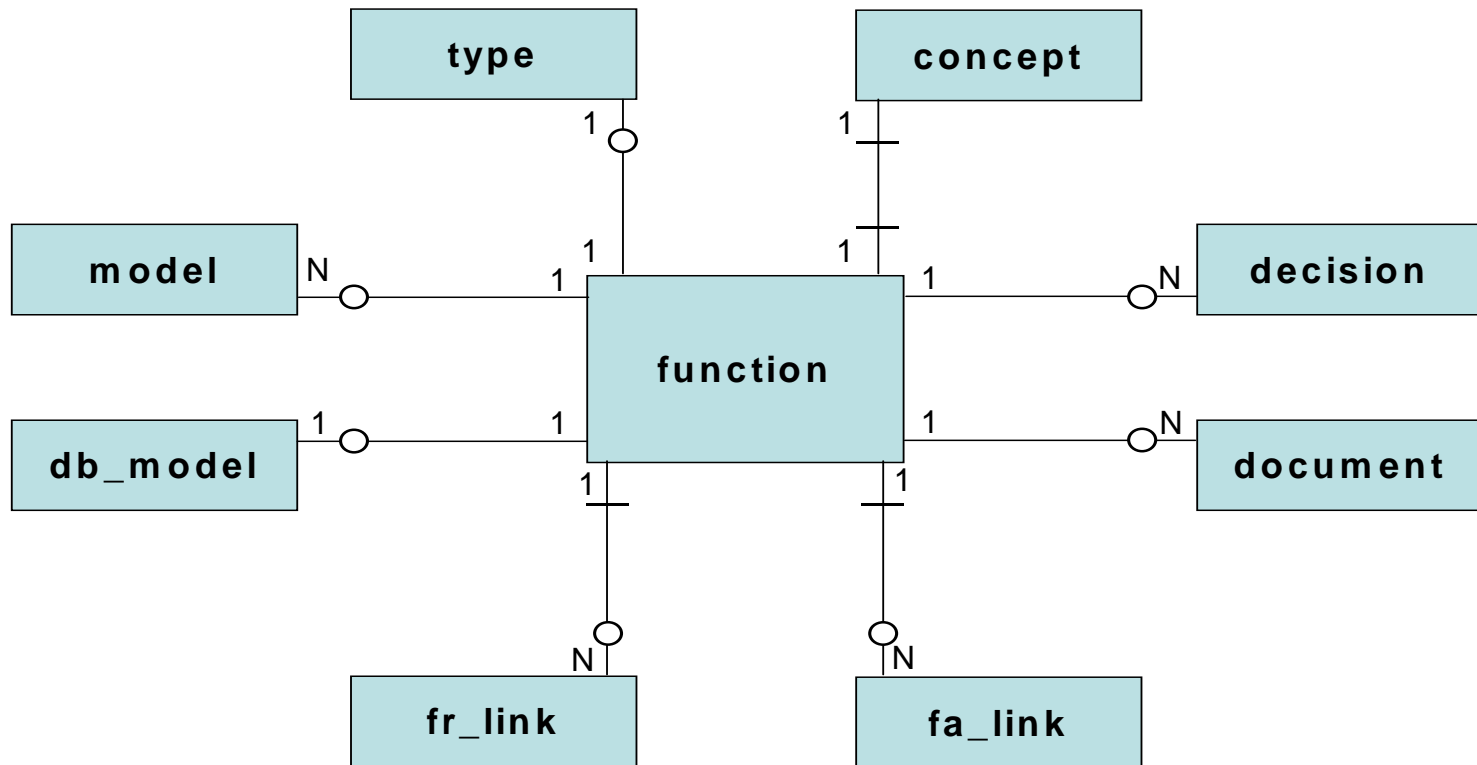 type
concept
1
1
1
1
model
N
1
1
N
decision
function
db_model
1
1
1
N
document
1
1
N
N
fr_link
fa_link